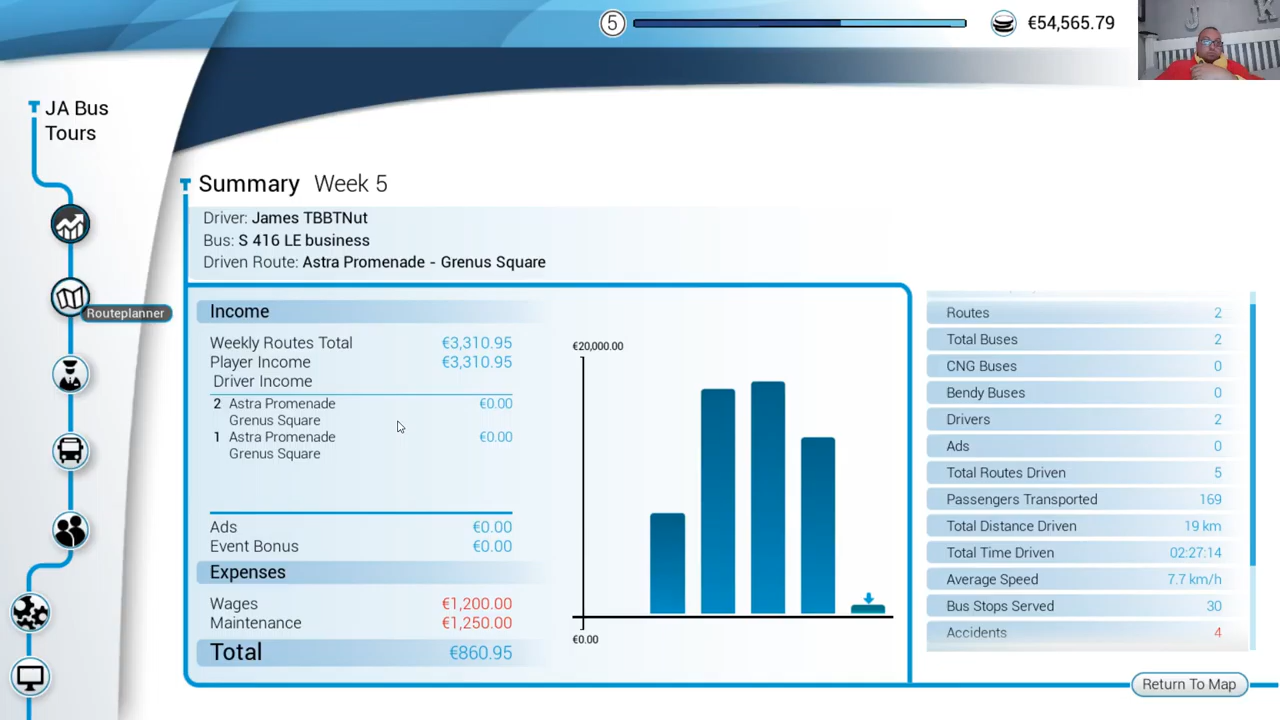 5
€54,565.79
JA Bus
Tours
Routeplanner
Summary Week 5
Driver: James TBBTNut
Bus: S 416 LE business
Driven Route: Astra Promenade - Grenus Square
Income
Weekly Routes Total €3,310.95
Player Income €3,310.95
Driver Income
2 Astra Promenade €0.00
Grenus Square
1 Astra Promenade €0.00
Grenus Square
Ads €0.00
Event Bonus €0.00
Expenses
Wages €1,200.00
Maintenance €1,250.00
Total €860.95
€20,000.00
€0.00
Routes 2
Total Buses 2
CNG Buses 0
Bendy Buses 0
Drivers 2
Ads 0
Total Routes Driven 5
Passengers Transported 169
Total Distance Driven 19 km
Total Time Driven 02:27:14
Average Speed 7.7 km/h
Bus Stops Served 30
Accidents 4
Return To Map
J K